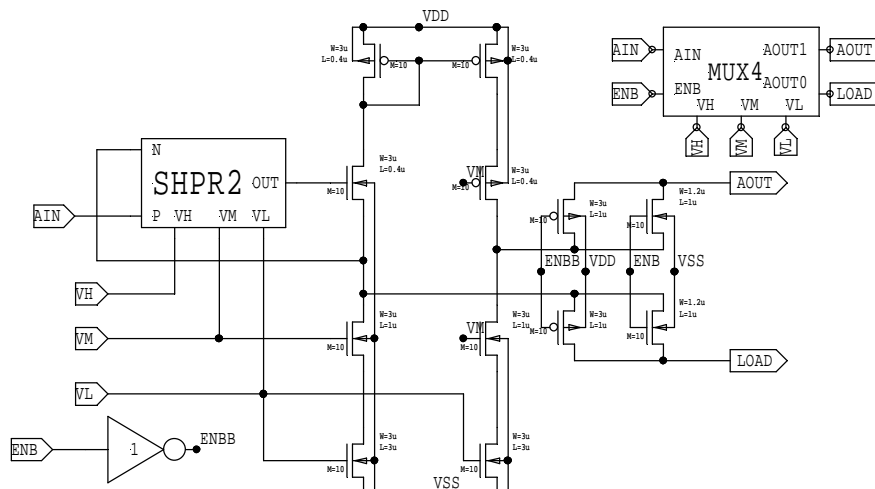 VDD
W=3u
L=0.4u
M=10
M=10
W=3u
L=0.4u
AIN
ENB
AIN
ENB
MUX4
AOUT1
AOUT0
VH
VM
VL
AOUT
LOAD
VH
VM
VL
N
SHPR2
OUT
P
VH
VM
VL
AIN
W=3u
L=0.4u
M=10
VM
M=10
W=3u
L=0.4u
AOUT
M=10
W=3u
L=1u
M=10
W=1.2u
L=1u
ENBB
VDD
ENB
VSS
VH
VM
VL
W=3u
L=1u
M=10
VM
M=10
W=3u
L=1u
M=10
W=3u
L=1u
M=10
W=1.2u
L=1u
LOAD
ENB
1
ENBB
W=3u
L=3u
M=10
M=10
W=3u
L=3u
VSS